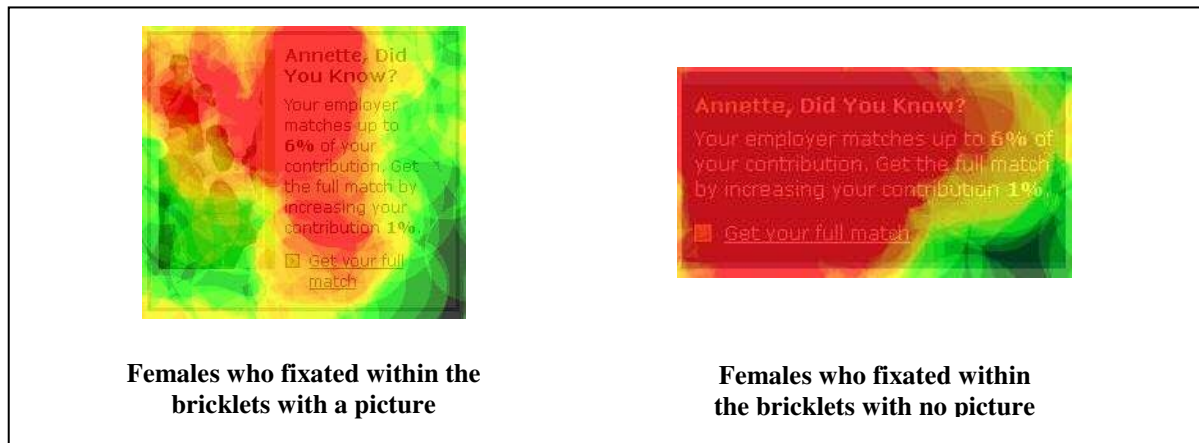 Annette, Did
You Know?
Your employer
matches up to
6% of your
contribution. Get
the full match by
increasing your
contribution 1%.
Get your full
match
Annette, Did You Know?
Your employer matches up to 6% of
your contribution. Get the full match
by increasing your contribution 1%.
Get your full match
Females who fixated within the
bricklets with a picture
Females who fixated within
the bricklets with no picture